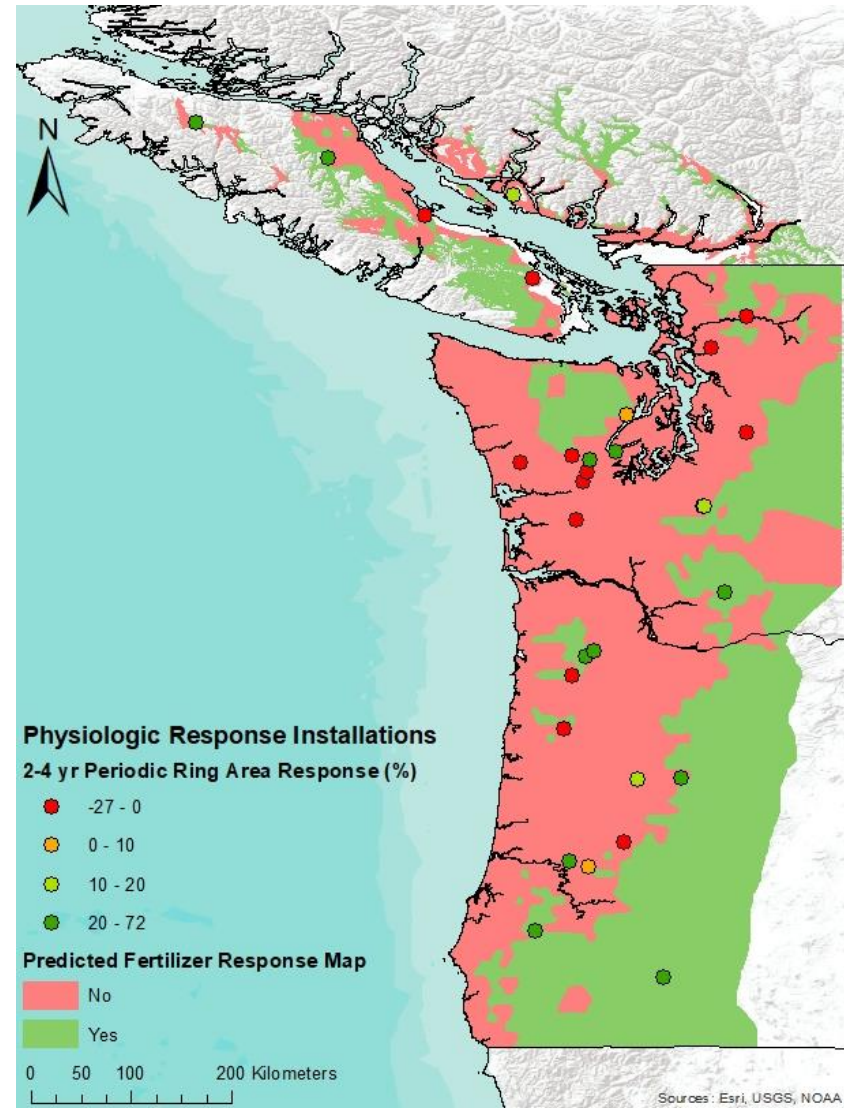 N
Physiologic Response Installations
2-4 yr Periodic Ring Area Response (%)
-27 - 0
0 - 10
10 - 20
20 - 72
Predicted Fertilizer Response Map
No
Yes
0 50 100 200 Kilometers
Sources: Esri, USGS, NOAA